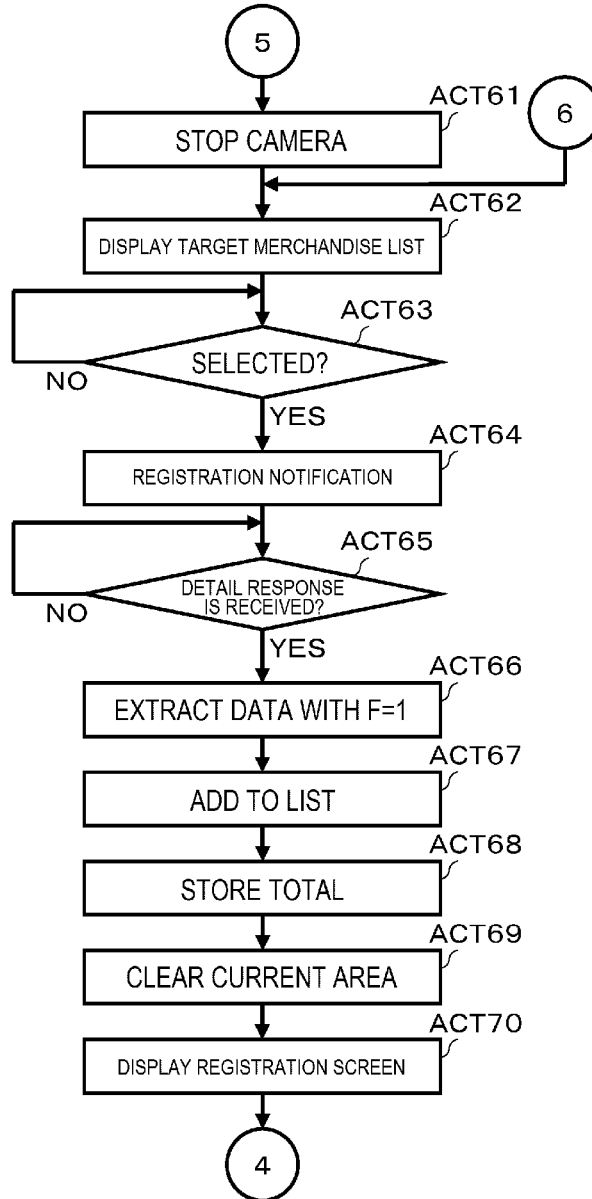 5
ACT61
6
STOP CAMERA
ACT62
DISPLAY TARGET MERCHANDISE LIST
ACT63
SELECTED?
NO
YES
ACT64
REGISTRATION NOTIFICATION
ACT65
DETAIL RESPONSE
IS RECEIVED?
NO
YES
ACT66
EXTRACT DATA WITH F=1
ACT67
ADD TO LIST
ACT68
STORE TOTAL
ACT69
CLEAR CURRENT AREA
ACT70
DISPLAY REGISTRATION SCREEN
4